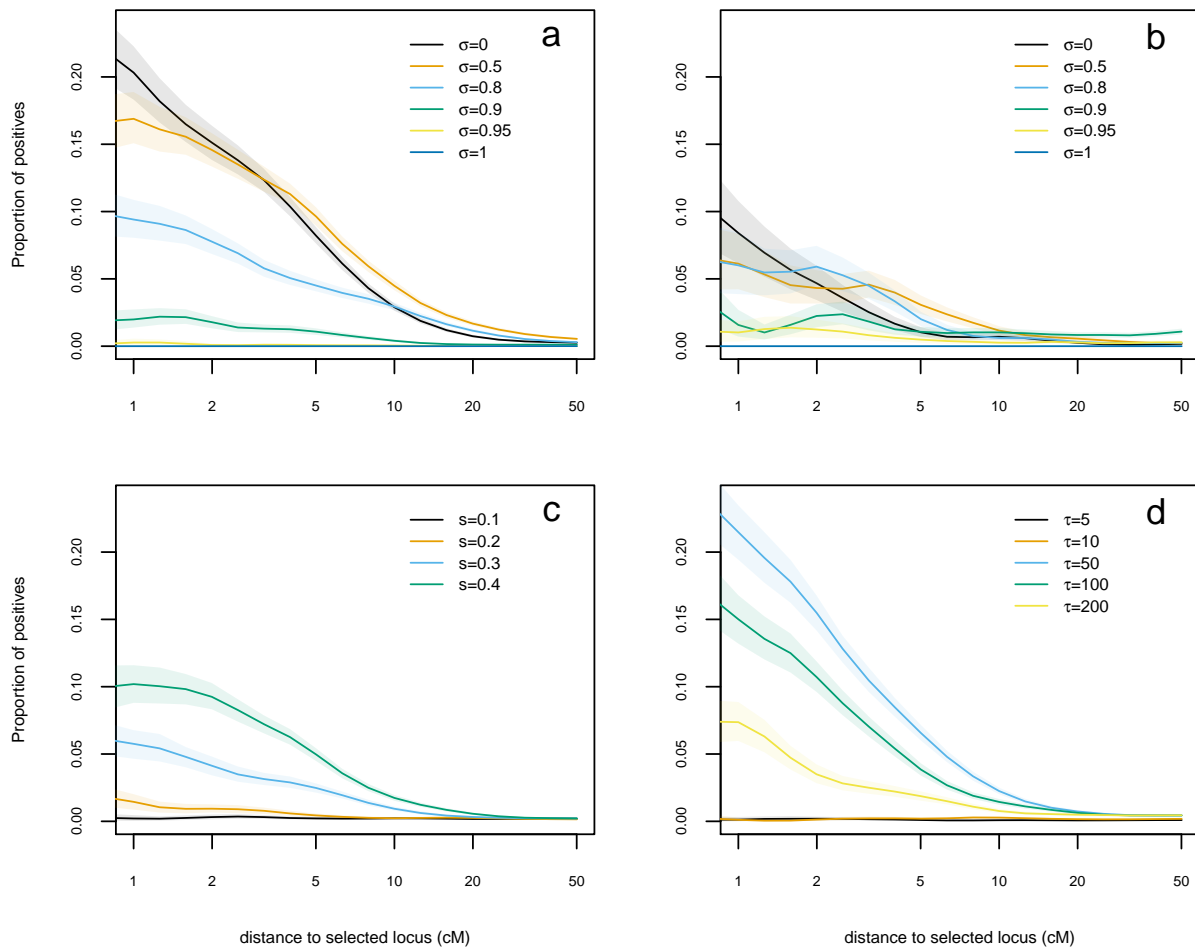 a
σ=0
σ=0.5
σ=0.8
σ=0.9
σ=0.95
σ=1
Proportion of positives
0.00
0.05
0.10
0.15
0.20
1 2 5 10 20 50
b
σ=0
σ=0.5
σ=0.8
σ=0.9
σ=0.95
σ=1
0.00
0.05
0.10
0.15
0.20
1 2 5 10 20 50
c
s=0.1
s=0.2
s=0.3
s=0.4
Proportion of positives
0.00
0.05
0.10
0.15
0.20
1 2 5 10 20 50
distance to selected locus (cM)
d
τ=5
τ=10
τ=50
τ=100
τ=200
0.00
0.05
0.10
0.15
0.20
1 2 5 10 20 50
distance to selected locus (cM)